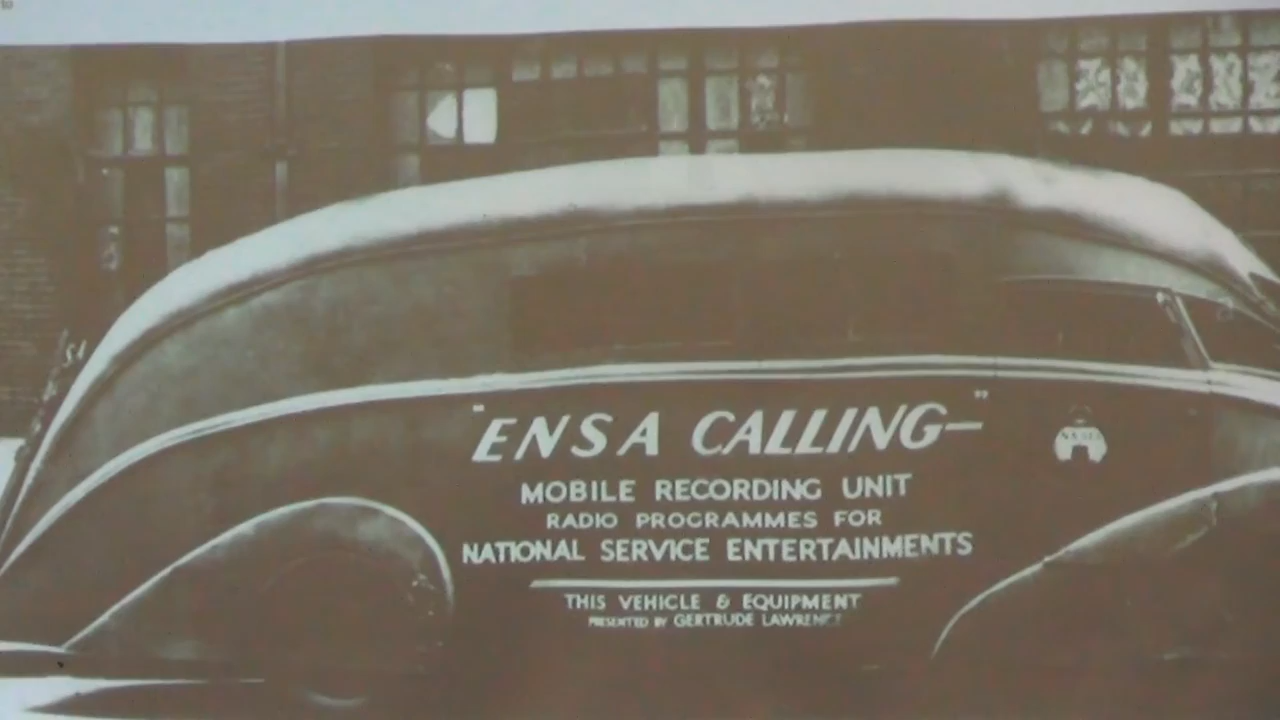 "ENSA CALLING—"
MOBILE RECORDING UNIT
RADIO PROGRAMMES FOR
NATIONAL SERVICE ENTERTAINMENTS
THIS VEHICLE & EQUIPMENT
PRESENTED BY GERTRUDE LAWRENCE